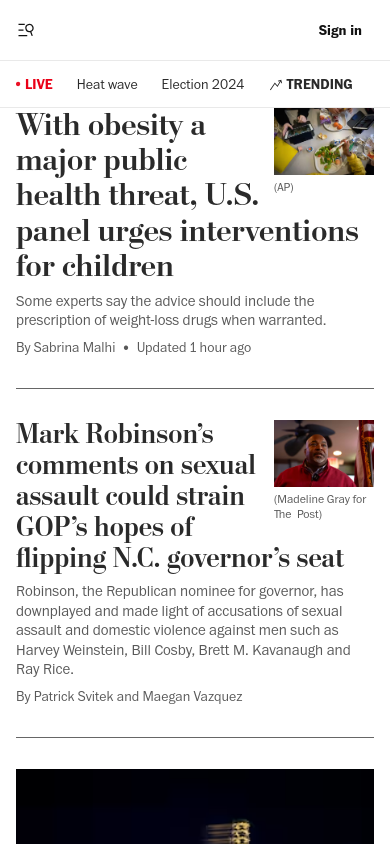 Sign in
LIVE Heat wave Election 2024 TRENDING
With obesity a
major public
health threat, U.S.
panel urges interventions
for children
(AP)
Some experts say the advice should include the
prescription of weight-loss drugs when warranted.
By Sabrina Malhi • Updated 1 hour ago
Mark Robinson’s
comments on sexual
assault could strain
GOP’s hopes of
flipping N.C. governor’s seat
(Madeline Gray for
The Post)
Robinson, the Republican nominee for governor, has
downplayed and made light of accusations of sexual
assault and domestic violence against men such as
Harvey Weinstein, Bill Cosby, Brett M. Kavanaugh and
Ray Rice.
By Patrick Svitek and Maegan Vazquez